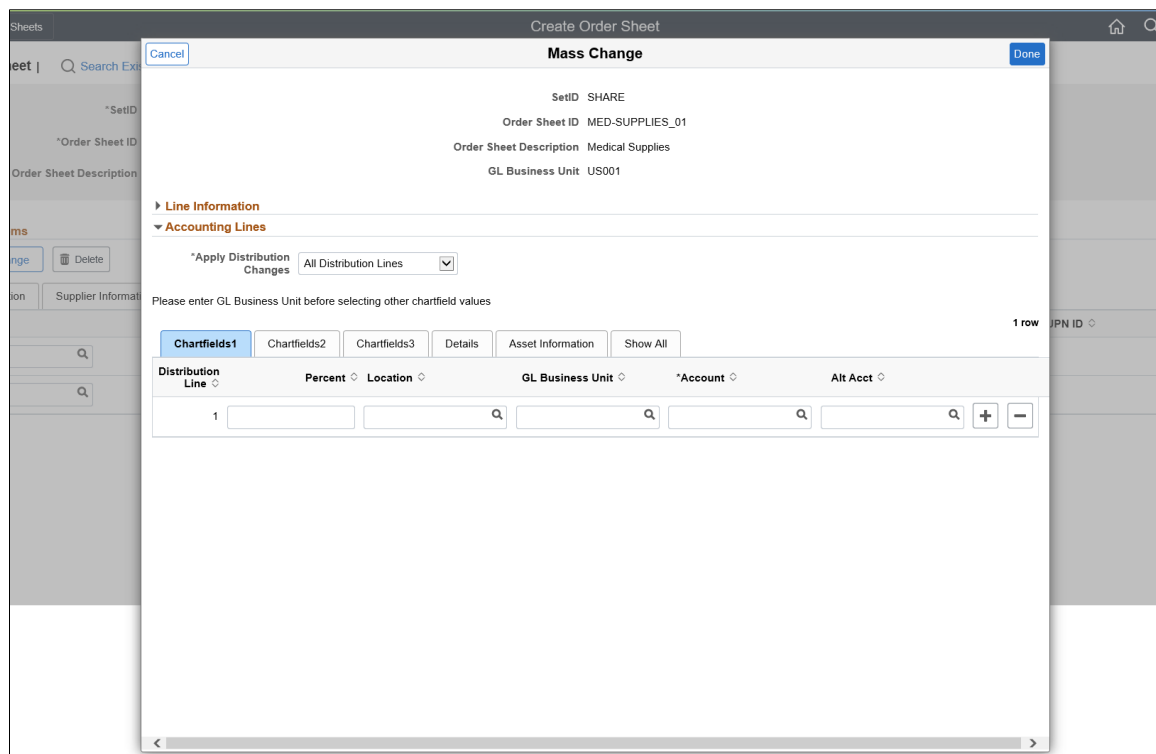 Sheets
Create Order Sheet
Cancel
Mass Change
Done
eet |
Search Exi
*SetID
*Order Sheet ID
Order Sheet Description
SetID SHARE
Order Sheet ID MED-SUPPLIES_01
Order Sheet Description Medical Supplies
GL Business Unit US001
Line Information
Accounting Lines
ms
nge
Delete
*Apply Distribution Changes
All Distribution Lines
ion
Supplier Informati
Please enter GL Business Unit before selecting other chartfield values
1 row
JPN ID
Chartfields1
Chartfields2
Chartfields3
Details
Asset Information
Show All
Distribution Line
Percent
Location
GL Business Unit
*Account
Alt Acct
1